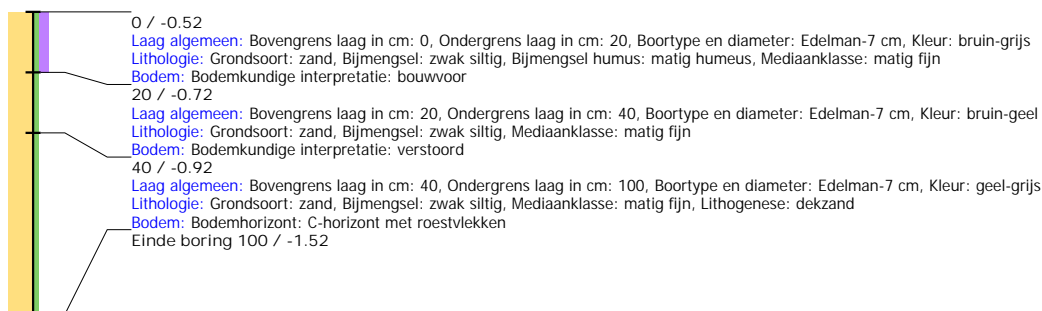 0 / -0.52
Laag algemeen: Bovengrens laag in cm: 0, Ondergrens laag in cm: 20, Boortype en diameter: Edelman-7 cm, Kleur: bruin-grijs
Lithologie: Grondsoort: zand, Bijmengsel: zwak siltig, Bijmengsel humus: matig humeus, Mediaanklasse: matig fijn
Bodem: Bodemkundige interpretatie: bouwvoor
20 / -0.72
Laag algemeen: Bovengrens laag in cm: 20, Ondergrens laag in cm: 40, Boortype en diameter: Edelman-7 cm, Kleur: bruin-geel
Lithologie: Grondsoort: zand, Bijmengsel: zwak siltig, Mediaanklasse: matig fijn
Bodem: Bodemkundige interpretatie: verstoord
40 / -0.92
Laag algemeen: Bovengrens laag in cm: 40, Ondergrens laag in cm: 100, Boortype en diameter: Edelman-7 cm, Kleur: geel-grijs
Lithologie: Grondsoort: zand, Bijmengsel: zwak siltig, Mediaanklasse: matig fijn, Lithogenese: dekzand
Bodem: Bodemhorizont: C-horizont met roestvlekken
Einde boring 100 / -1.52